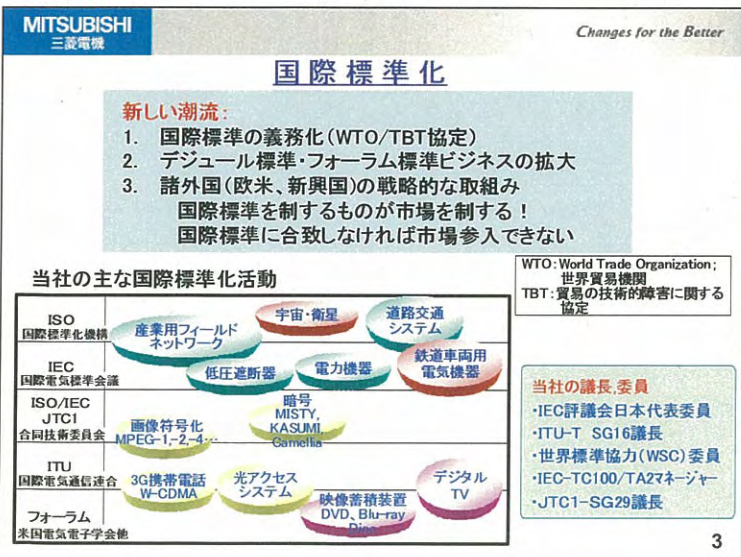 MITSUBISHI
三菱電機
Changes for the Better
国際標準化
新しい潮流:
1. 国際標準の義務化(WTO/TBT協定)
2. デジュール標準・フォーラム標準ビジネスの拡大
3. 諸外国(欧米、新興国)の戦略的な取組み
国際標準を制するものが市場を制する!
国際標準に合致しなければ市場参入できない
WTO:World Trade Organization;
世界貿易機関
TBT:貿易の技術的障害に関する
協定
当社の主な国際標準化活動
ISO
国際標準化機構
産業用フィールド
ネットワーク
宇宙・衛星
道路交通
システム
IEC
国際電気標準会議
低圧遮断器
電力機器
鉄道車両用
電気機器
ISO/IEC
JTC1
合同技術委員会
画像符号化
MPEG-1,-2,-4…
暗号
MISTY,
KASUMI,
Camellia
ITU
国際電気通信連合
3G携帯電話
W-CDMA
光アクセス
システム
映像蓄積装置
DVD, Blu-ray
Disc
デジタル
TV
フォーラム
米国電気電子学会他
当社の議長,委員
・IEC評議会日本代表委員
・ITU-T SG16議長
・世界標準協力(WSC)委員
・IEC-TC100/TA2マネージャー
・JTC1-SG29議長
3